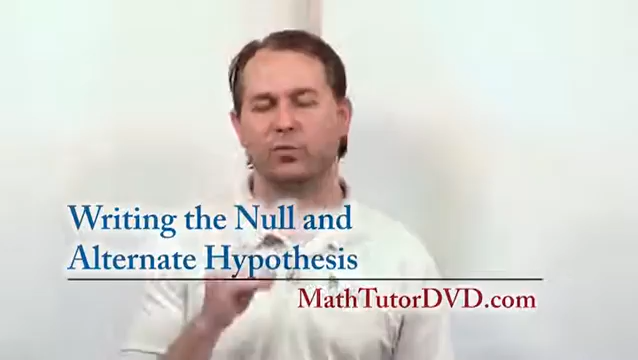 Writing the Null and
Alternate Hypothesis
MathTutorDVD.com